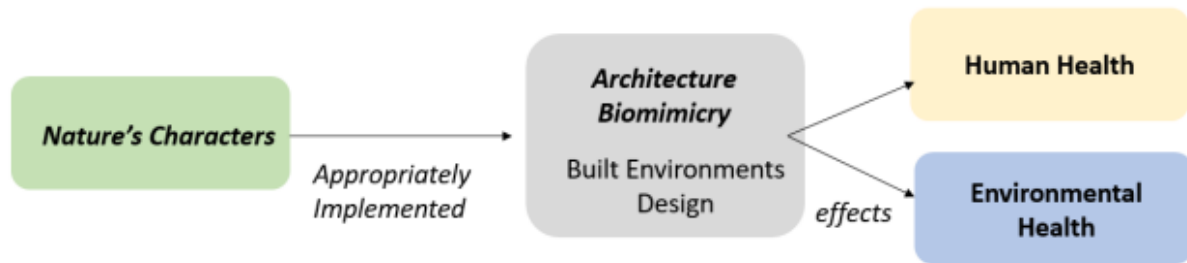 Nature’s Characters
Appropriately
Implemented
Architecture
Biomimicry
Built Environments
Design
effects
Human Health
Environmental
Health